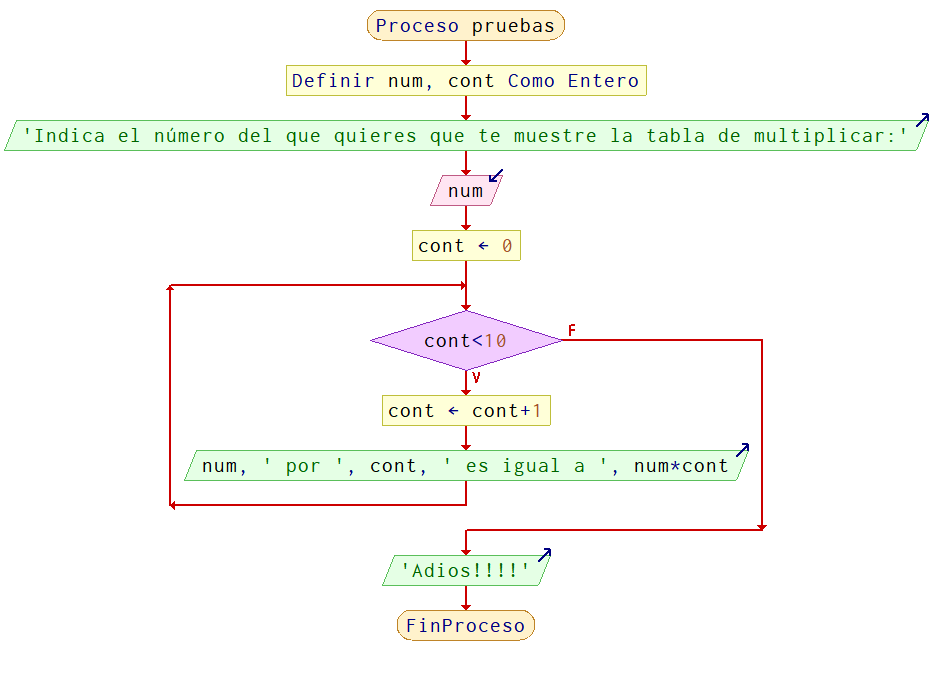 Proceso pruebas
Definir num, cont Como Entero
'Indica el número del que quieres que te muestre la tabla de multiplicar:'
num
cont ← 0
cont<10
F
V
cont ← cont+1
num, ' por ', cont, ' es igual a ', num*cont
'Adios!!!!'
FinProceso